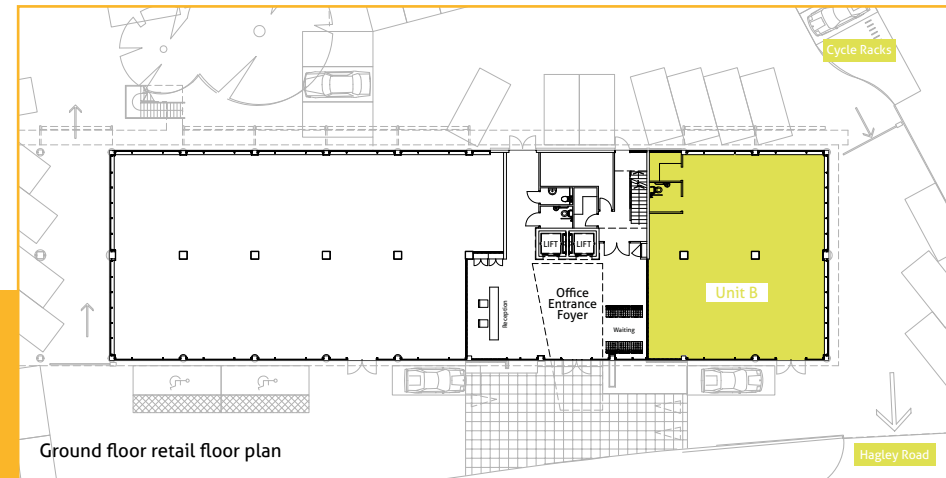 Cycle Racks
LIFT
LIFT
Unit B
Office
Entrance
Foyer
Reception
Waiting
Ground floor retail floor plan
Hagley Road